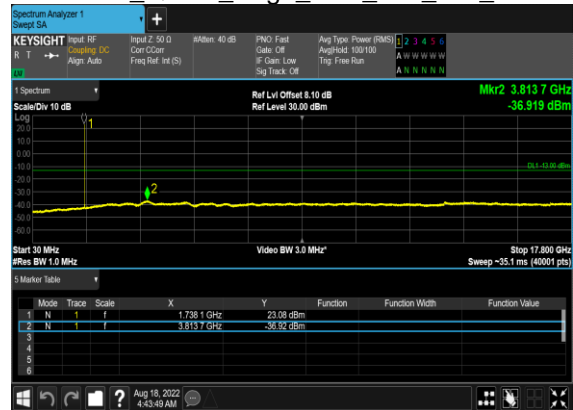 Spectrum Analyzer 1
Swept SA
KEYSIGHT Input: RF Input Z: 50 Ω #Atten: 40 dB PNO: Fast Avg Type: Power (RMS) 1 2 3 4 5 6
R T Coupling: DC Corr CCorr Gate: Off Avg|Hold: 100/100 A W W W W W
Align: Auto Freq Ref: Int (S) IF Gain: Low Trig: Free Run
LW Sig Track: Off A N N N N N
1 Spectrum Ref Lvl Offset 8.10 dB Mkr2 3.813 7 GHz
Scale/Div 10 dB Ref Level 30.00 dBm -36.919 dBm
Log
1
20.0
10.0
0.00
-10.0
DL1 -13.00 dBm
-20.0
-30.0
2
-40.0
-50.0
-60.0
Start 30 MHz Video BW 3.0 MHz* Stop 17.800 GHz
#Res BW 1.0 MHz Sweep ~35.1 ms (40001 pts)
5 Marker Table
Mode Trace Scale X Y Function Function Width Function Value
1 N 1 f 1.738 1 GHz 23.08 dBm
2 N 1 f 3.813 7 GHz -36.92 dBm
3
4
5
6
? Aug 18, 2022
4:43:49 AM